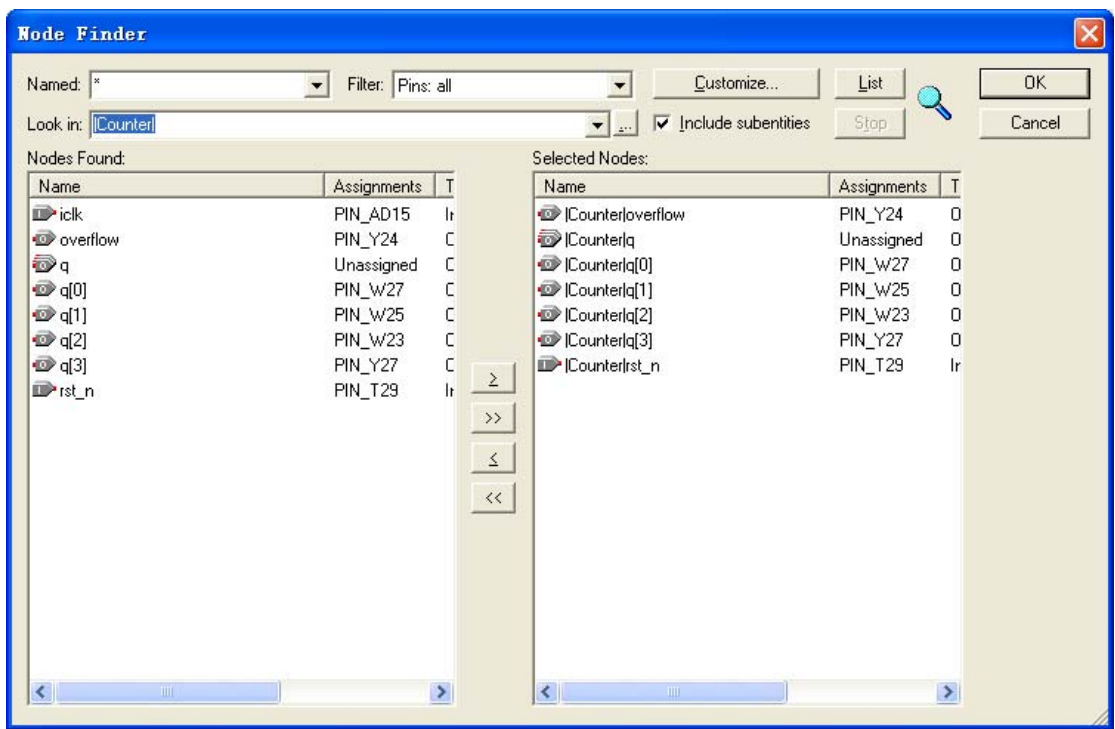 Node Finder
Named: * Filter: Pins: all Customize... List OK
Look in: |Counter| ... Include subentities Stop Cancel
Nodes Found: Selected Nodes:
Name Assignments T Name Assignments T
iclk PIN_AD15 |Counter|overflow PIN_Y24 O
overflow PIN_Y24 |Counter|q Unassigned O
q Unassigned |Counter|q[0] PIN_W27 O
q[0] PIN_W27 |Counter|q[1] PIN_W25 O
q[1] PIN_W25 |Counter|q[2] PIN_W23 O
q[2] PIN_W23 |Counter|q[3] PIN_Y27 O
q[3] PIN_Y27 |Counter|rst_n PIN_T29
rst_n PIN_T29
>
>>
<
<<